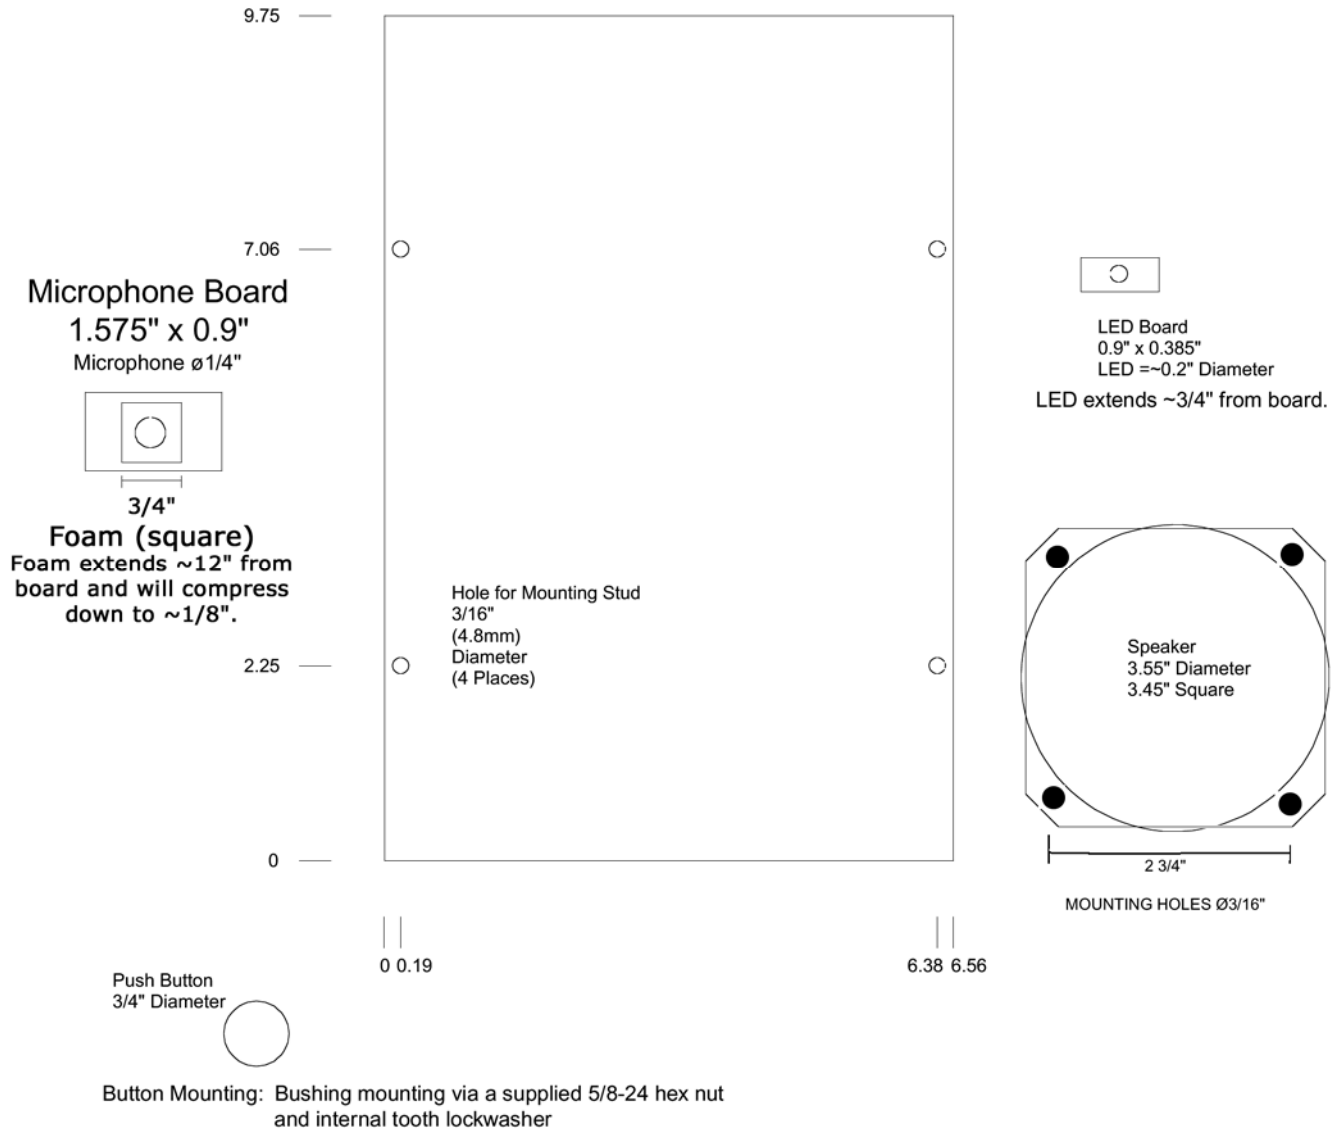 9.75
7.06
Microphone Board
1.575" x 0.9"
Microphone ø1/4"
3/4"
Foam (square)
Foam extends ~12" from
board and will compress
down to ~1/8".
Hole for Mounting Stud
3/16"
(4.8mm)
Diameter
(4 Places)
2.25
0
0 0.19
6.38 6.56
LED Board
0.9" x 0.385"
LED =~0.2" Diameter
LED extends ~3/4" from board.
Speaker
3.55" Diameter
3.45" Square
2 3/4"
MOUNTING HOLES Ø3/16"
Push Button
3/4" Diameter
Button Mounting: Bushing mounting via a supplied 5/8-24 hex nut
and internal tooth lockwasher